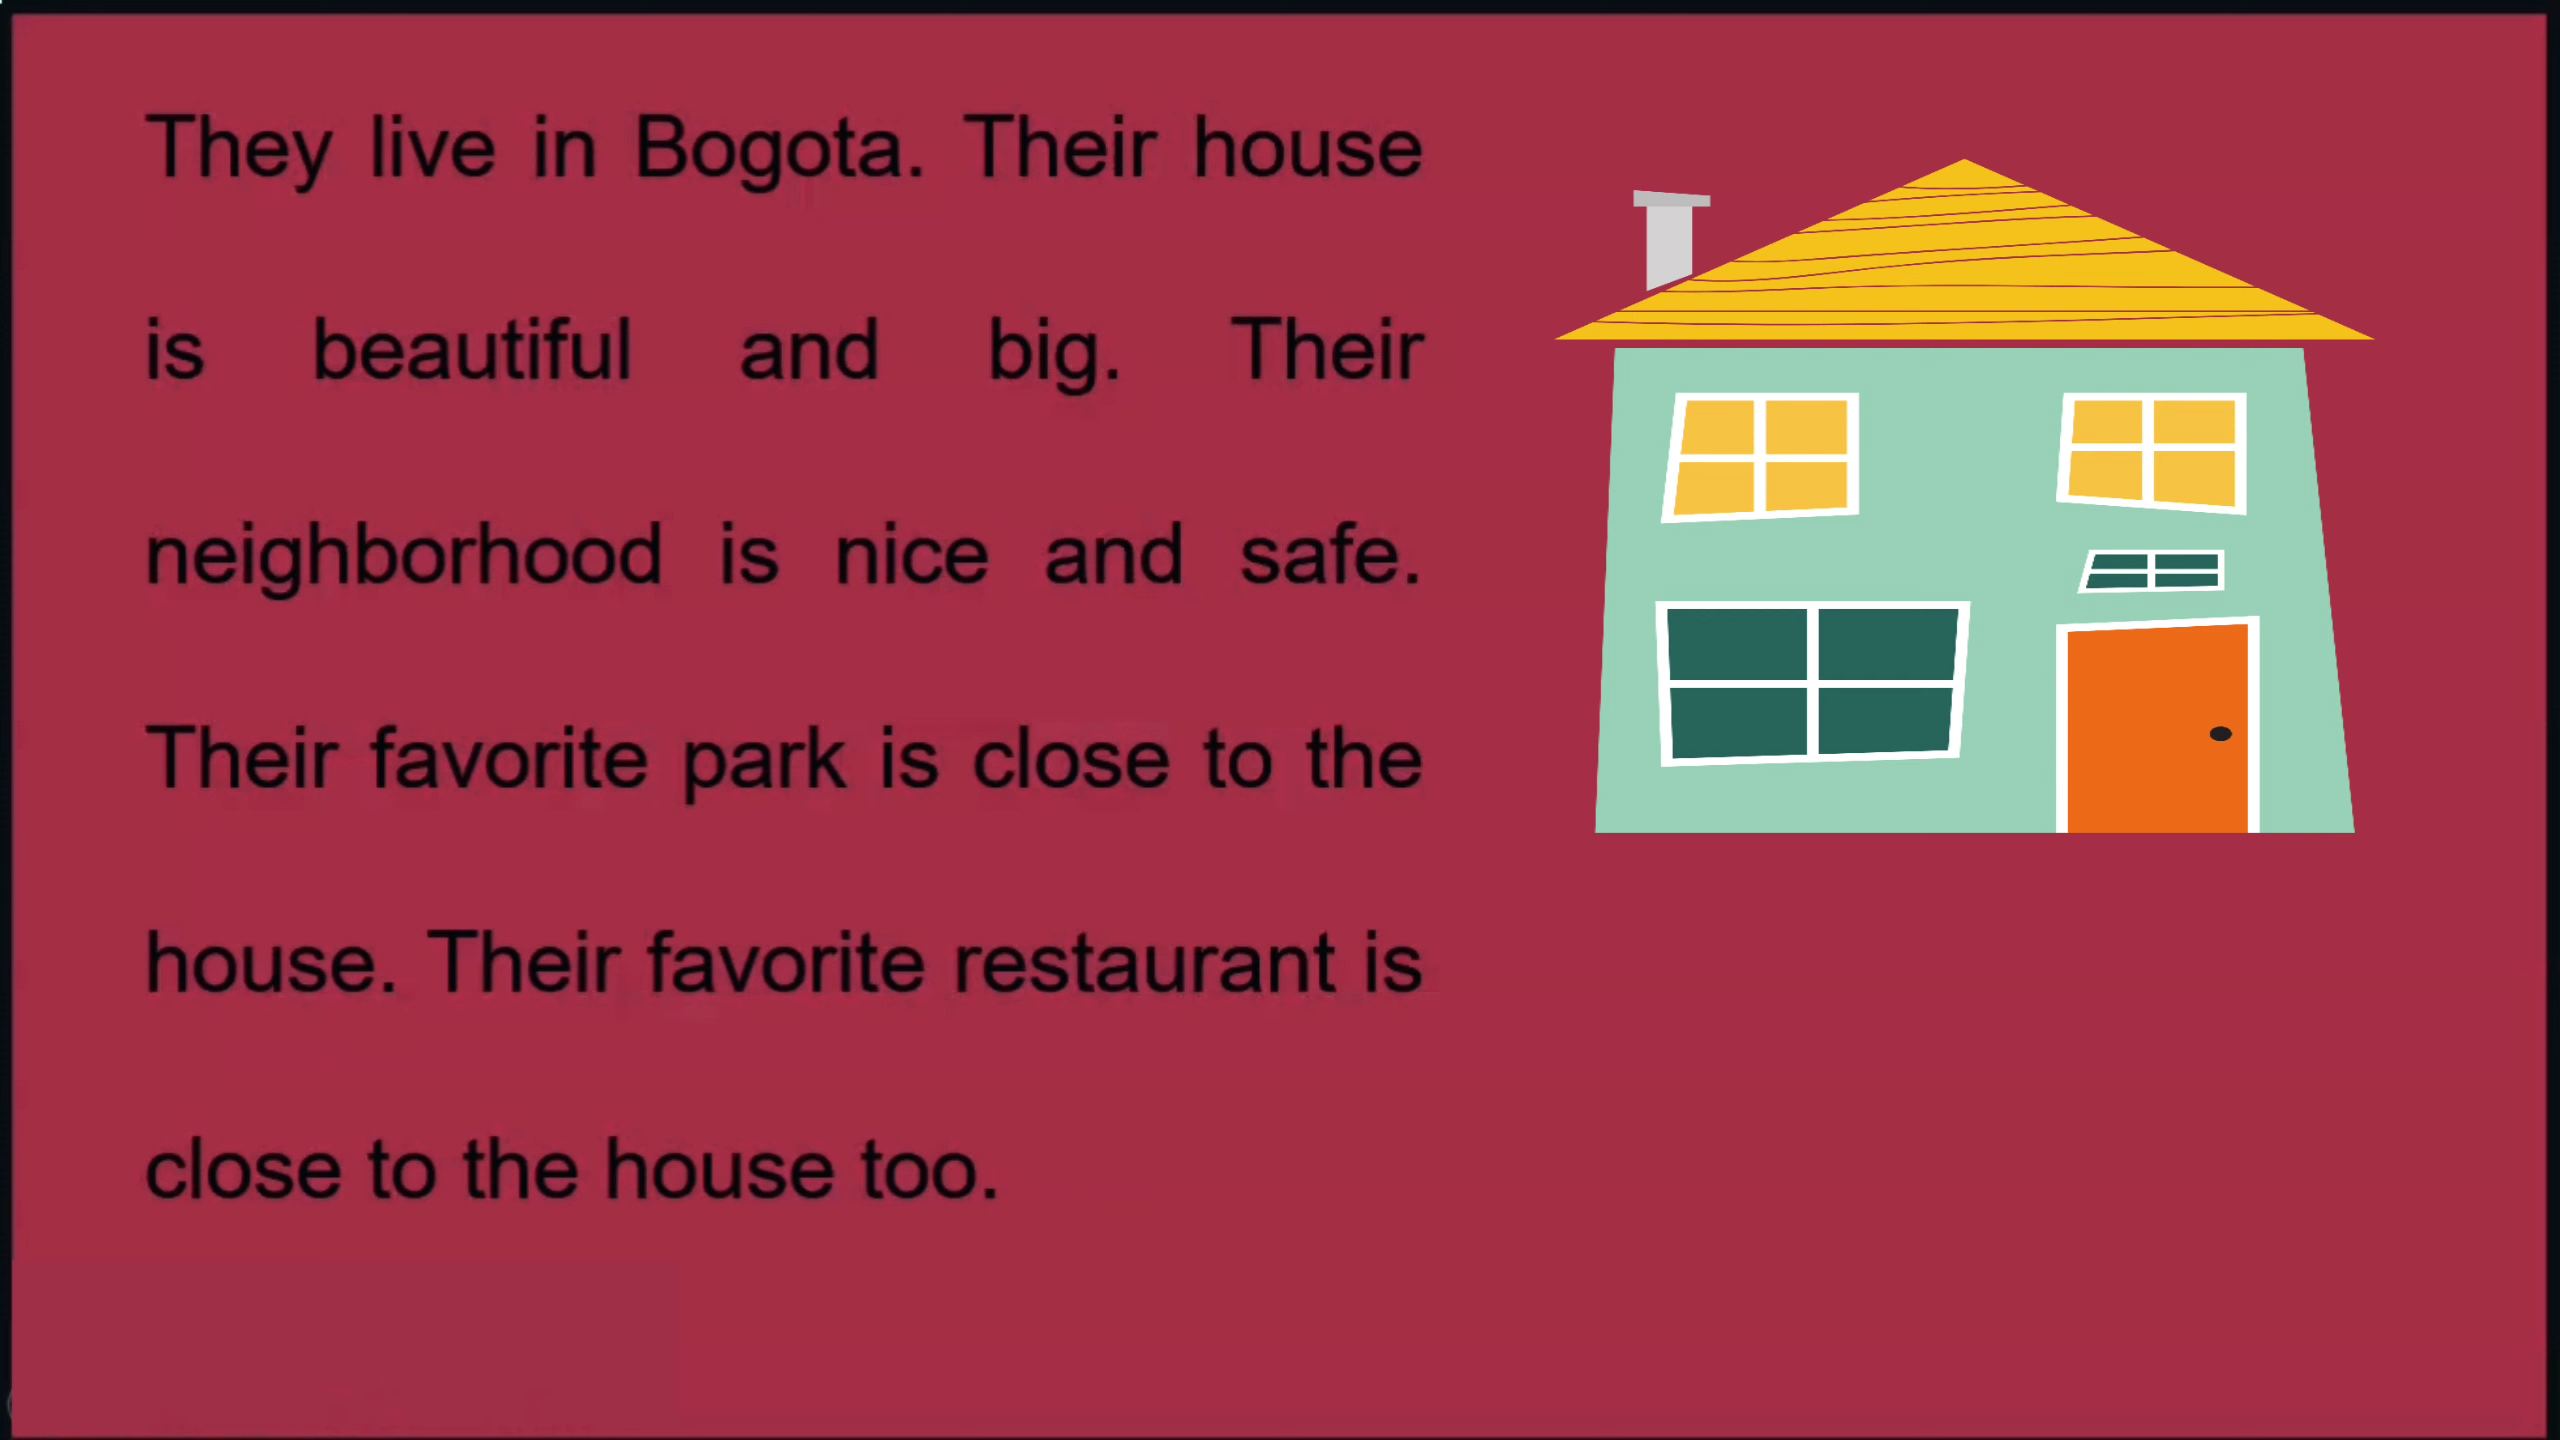 They live in Bogota. Their house
is beautiful and big. Their
neighborhood is nice and safe.
Their favorite park is close to the
house. Their favorite restaurant is
close to the house too.